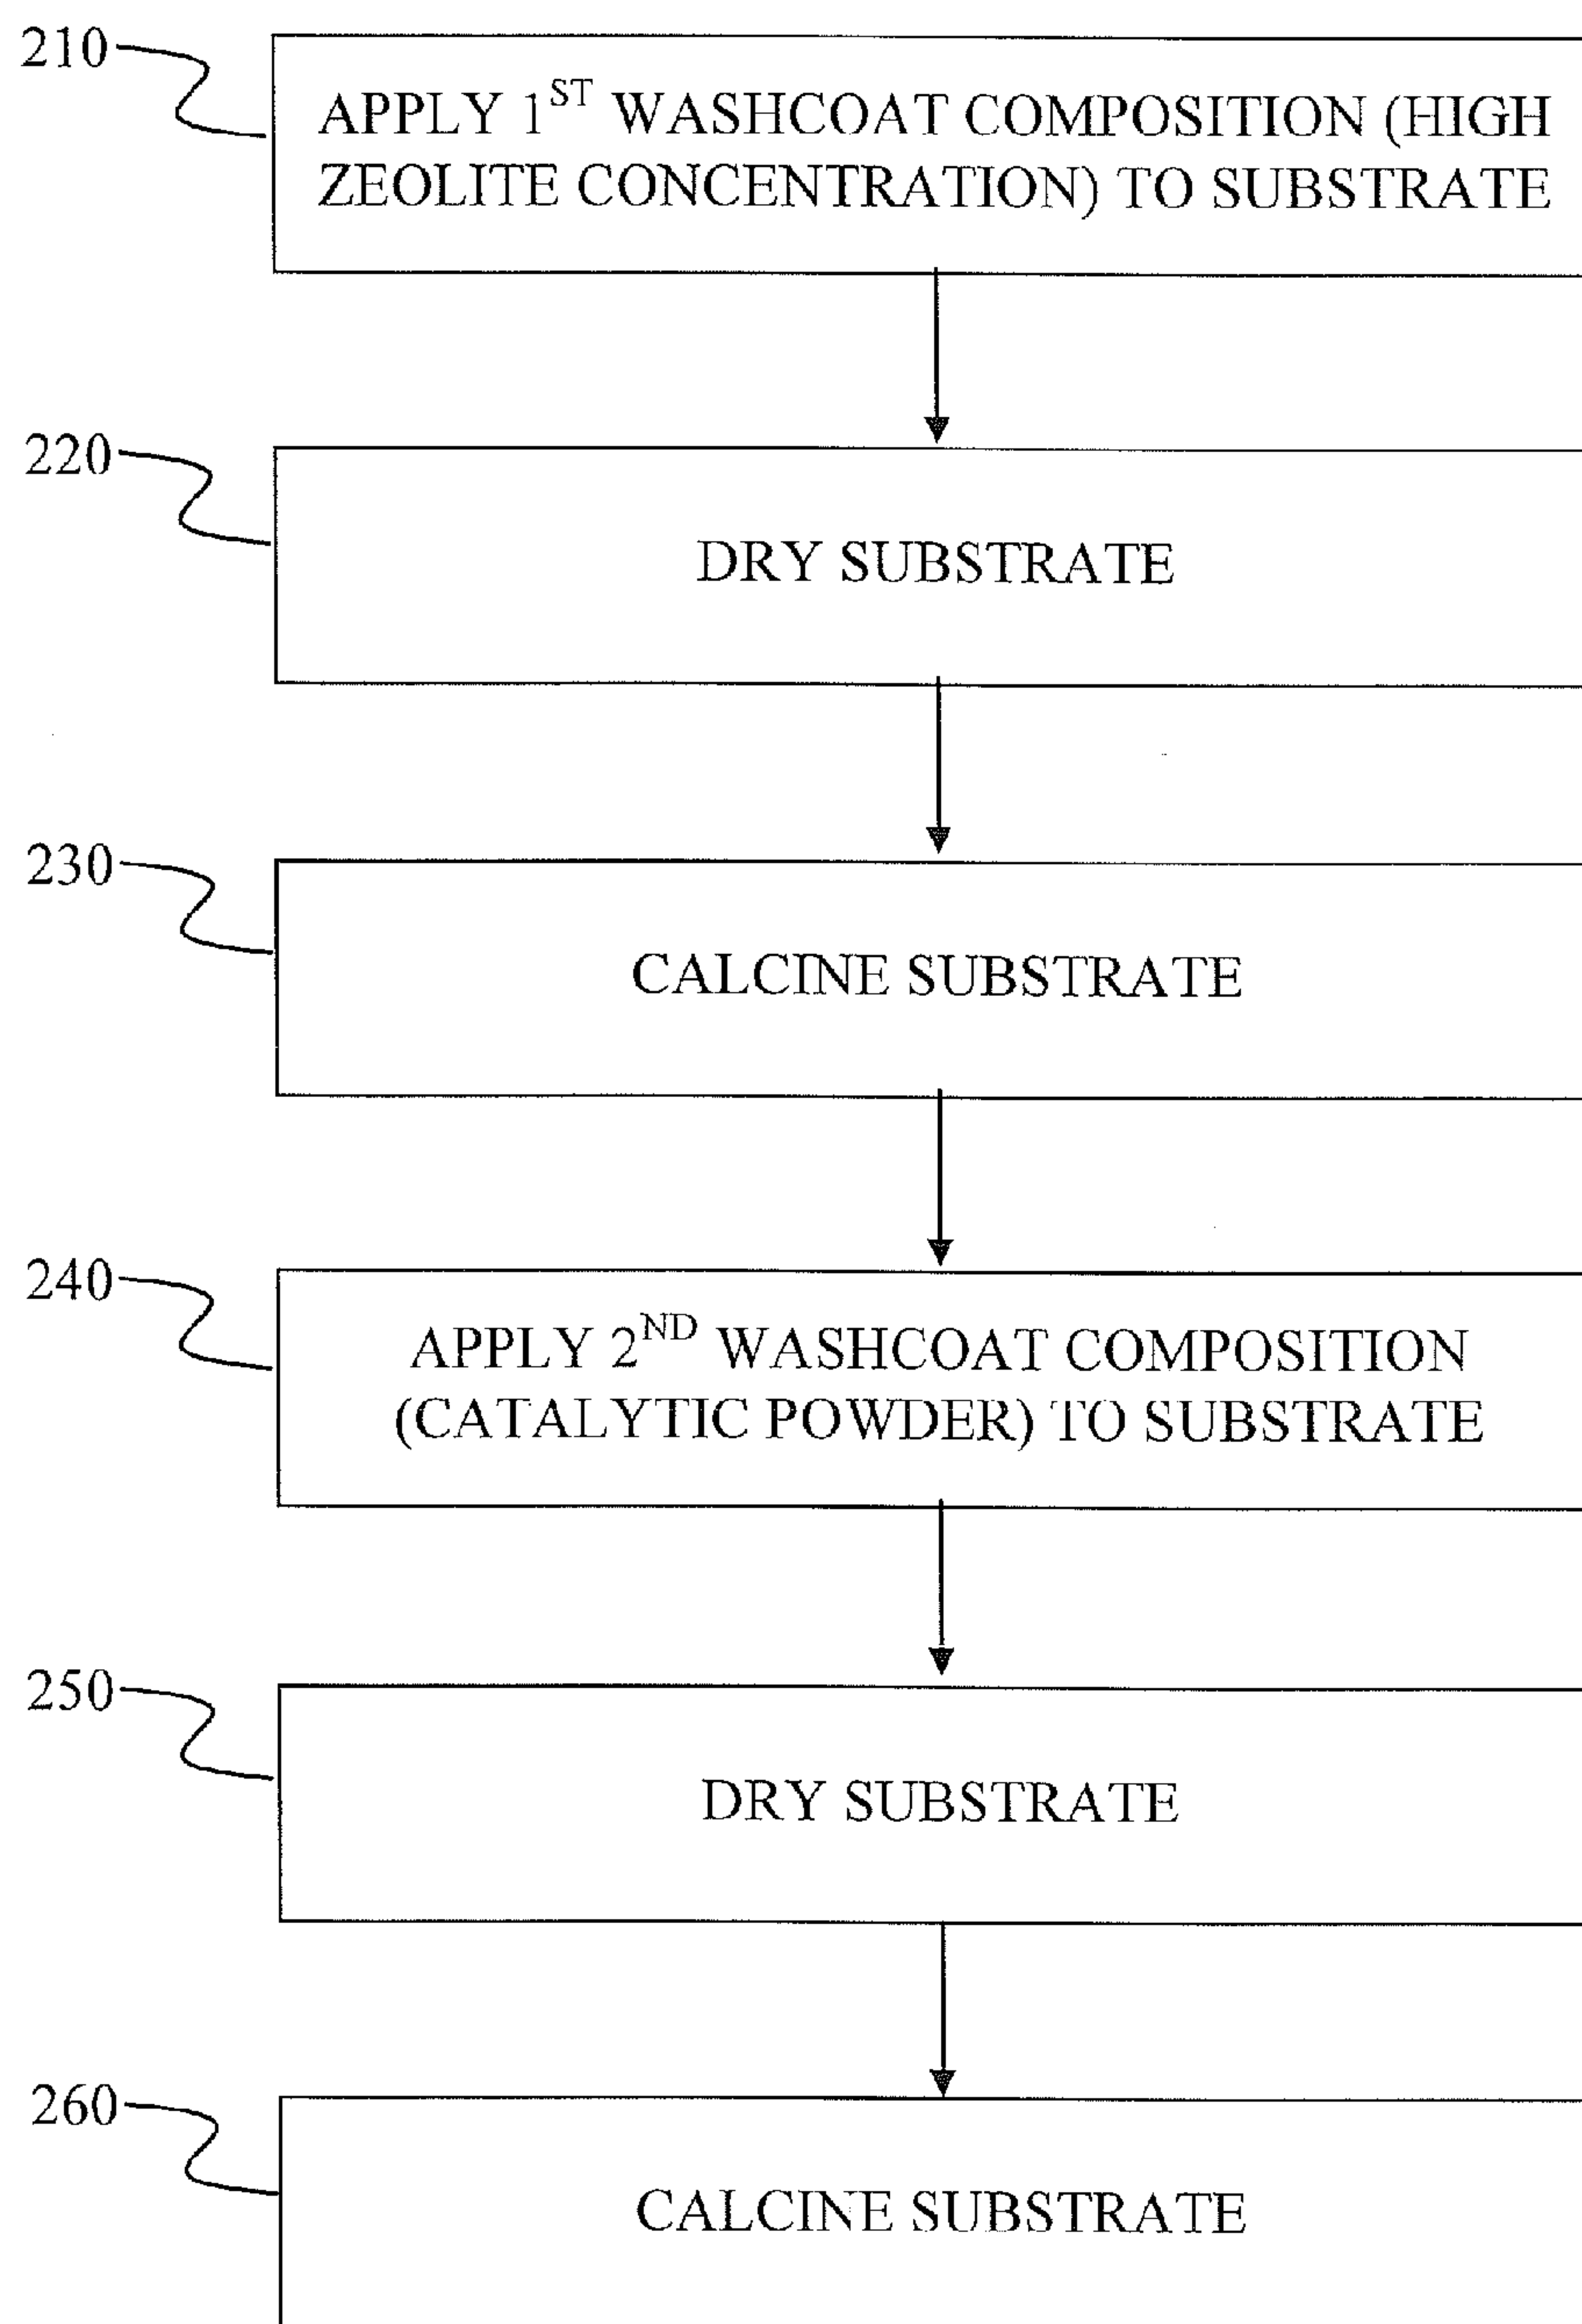 210
APPLY 1ST WASHCOAT COMPOSITION (HIGH
ZEOLITE CONCENTRATION) TO SUBSTRATE
220
DRY SUBSTRATE
230
CALCINE SUBSTRATE
240
APPLY 2ND WASHCOAT COMPOSITION
(CATALYTIC POWDER) TO SUBSTRATE
250
DRY SUBSTRATE
260
CALCINE SUBSTRATE